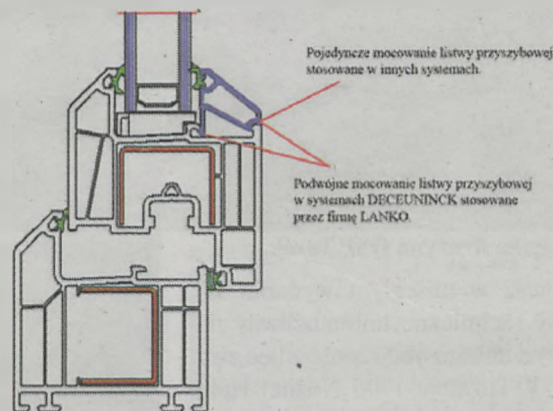 Pojedyncze mocowanie listwy przyszybowej
stosowane w innych systemach.
Podwójne mocowanie listwy przyszybowej
w systemach DECEUNINCK stosowane
przez firmę LANKO.